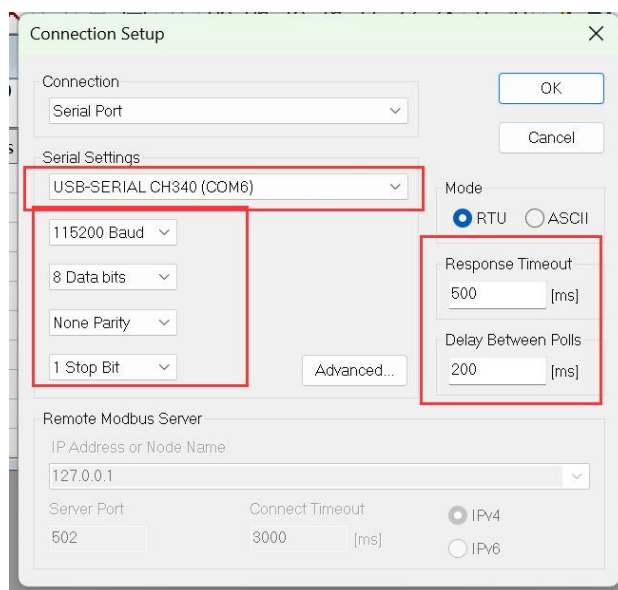 Connection Setup
Connection
Serial Port
OK
Cancel
Serial Settings
USB-SERIAL CH340 (COM6)
Mode
RTU
ASCII
115200 Baud
8 Data bits
None Parity
1 Stop Bit
Advanced...
Response Timeout
500 [ms]
Delay Between Polls
200 [ms]
Remote Modbus Server
IP Address or Node Name
127.0.0.1
Server Port
Connect Timeout
502
3000 [ms]
IPv4
IPv6